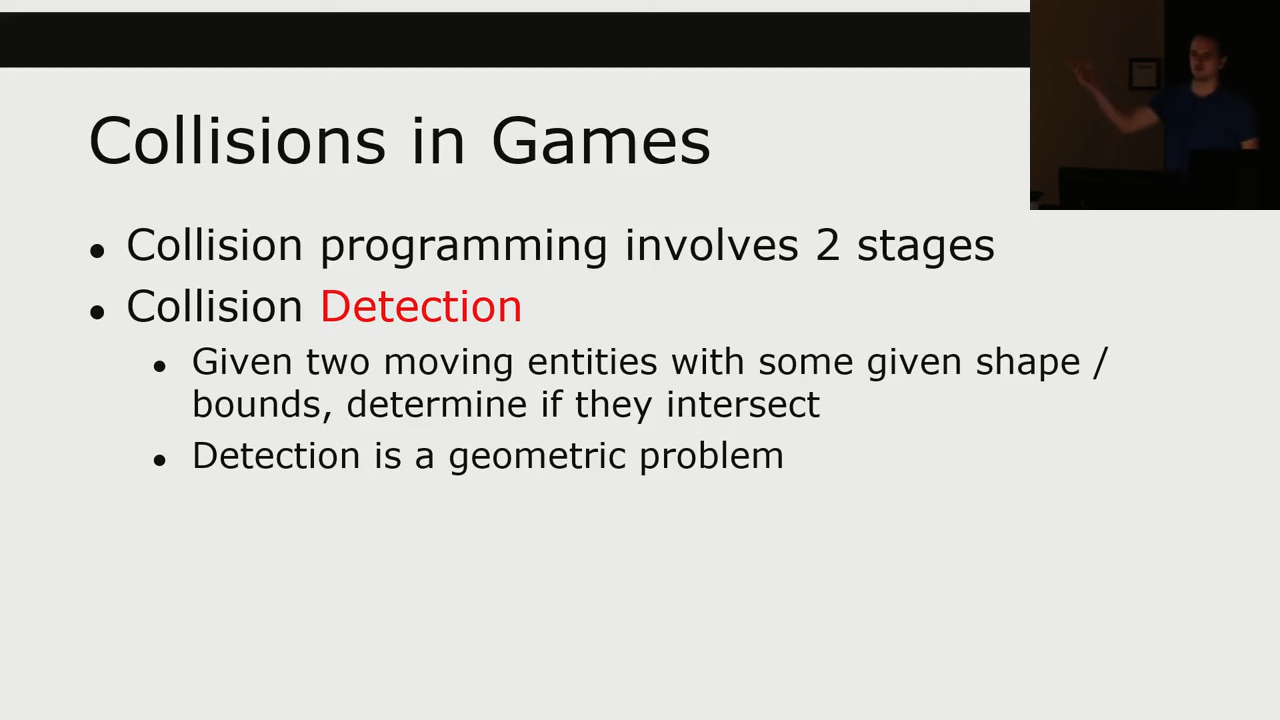 Collisions in Games
• Collision programming involves 2 stages
• Collision Detection
• Given two moving entities with some given shape /
bounds, determine if they intersect
• Detection is a geometric problem